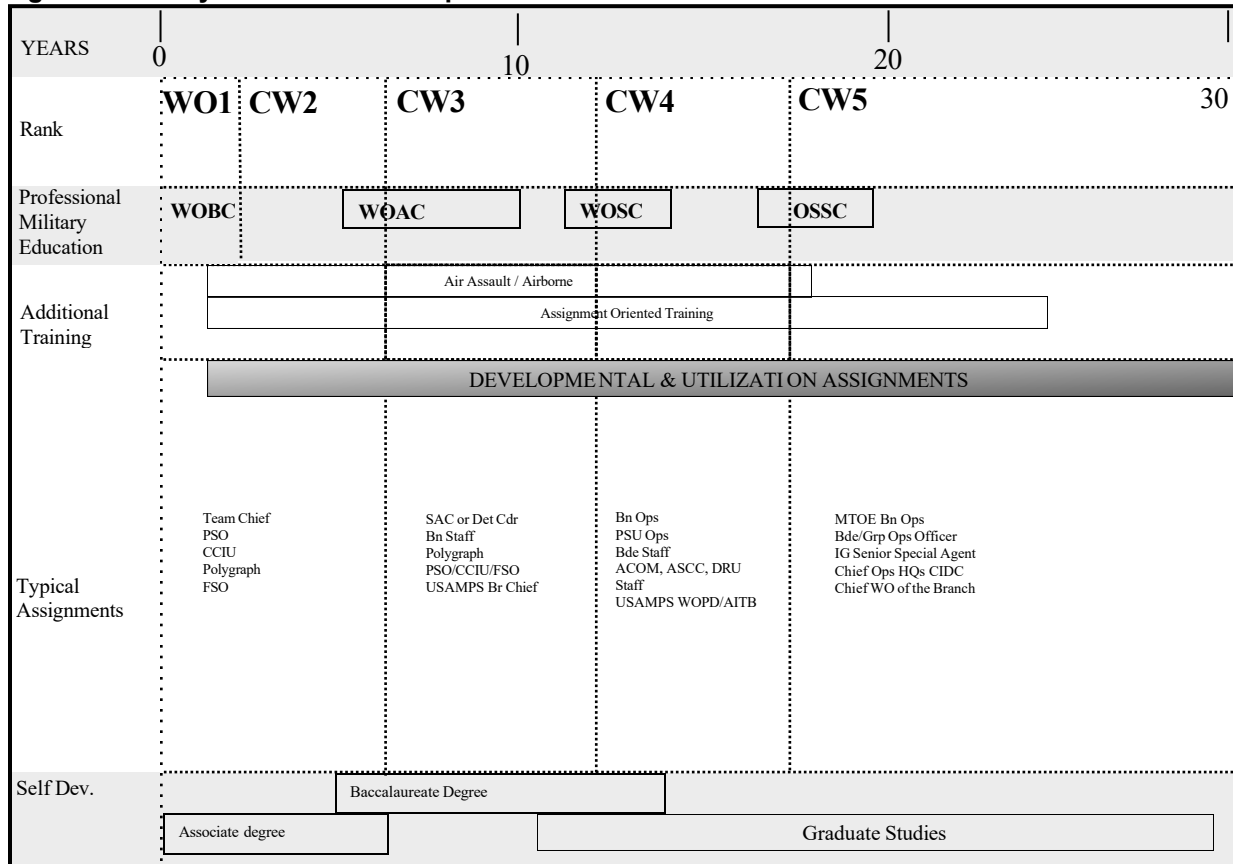 YEARS
0
10
20
Rank
WO1 CW2 CW3 CW4 CW5 30
Professional
Military
Education
WOBC WOAC WOSC OSSC
Additional
Training
Air Assault / Airborne
Assignment Oriented Training
DEVELOPMENTAL & UTILIZATION ASSIGNMENTS
Typical
Assignments
Team Chief
PSO
CCIU
Polygraph
FSO
SAC or Det Cdr
Bn Staff
Polygraph
PSO/CCIU/FSO
USAMPS Br Chief
Bn Ops
PSU Ops
Bde Staff
ACOM, ASCC, DRU
Staff
USAMPS WOPD/AITB
MTOE Bn Ops
Bde/Grp Ops Officer
IG Senior Special Agent
Chief Ops HQs CIDC
Chief WO of the Branch
Self Dev.
Baccalaureate Degree
Associate degree
Graduate Studies